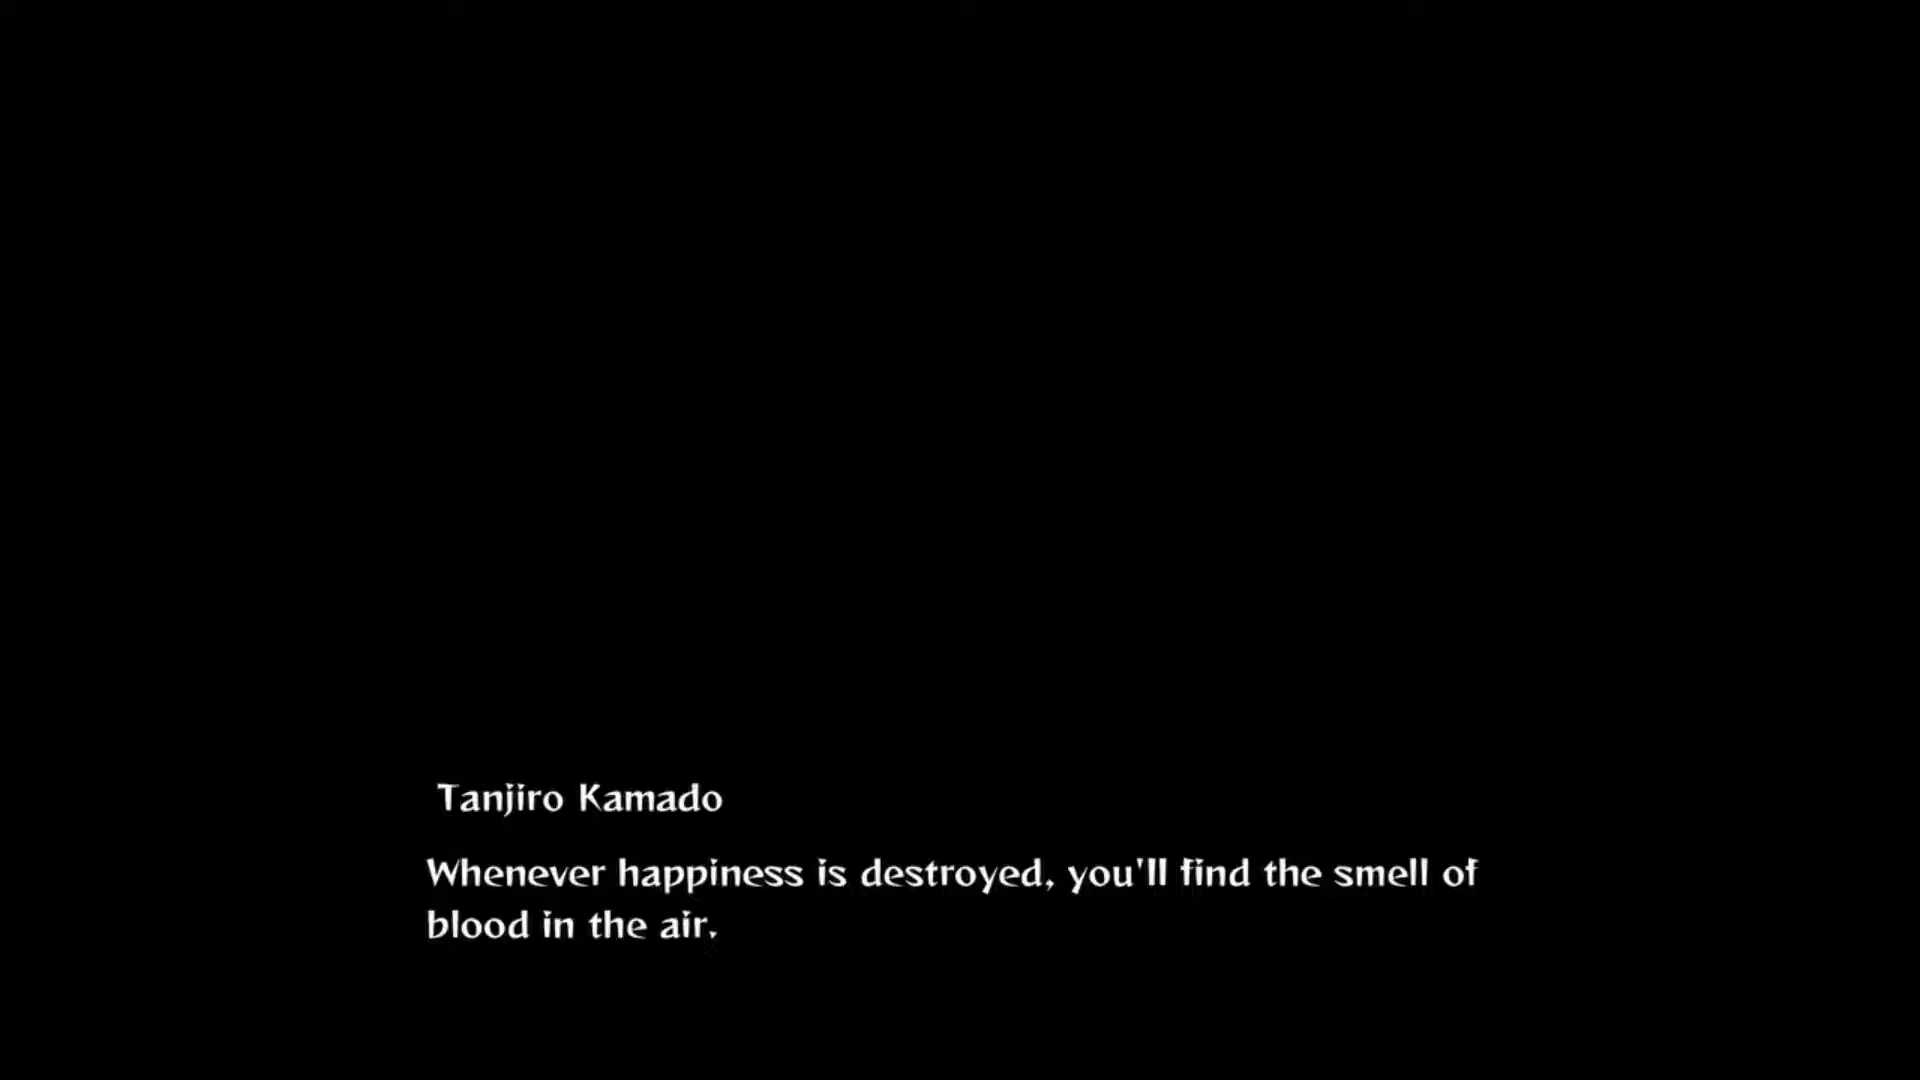 Tanjiro Kamado
Whenever happiness is destroyed, you'll find the smell of
blood in the air.